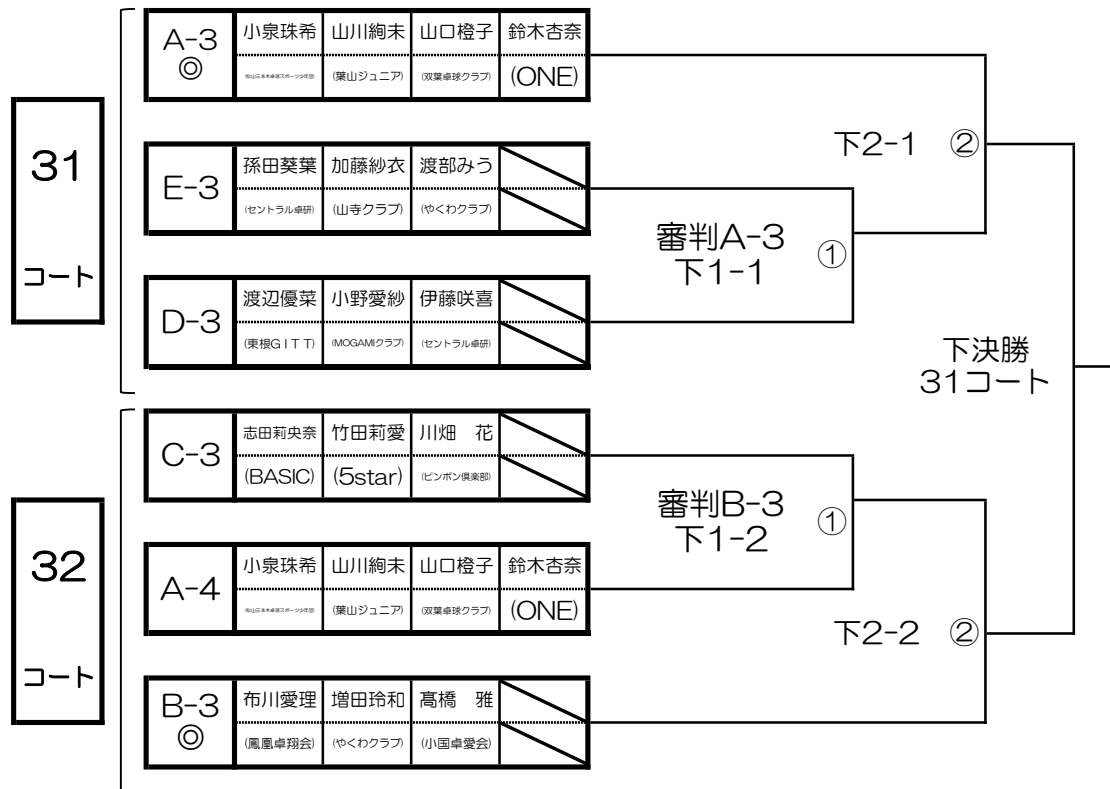 A-3
◎
小泉珠希 山川絢未 山口橙子 鈴木杏奈
(葉山ジュニア) (双葉卓球クラブ) (ONE)
31
コート
E-3
孫田葵葉 加藤紗衣 渡部みう
(セントラル卓研) (山寺クラブ) (やくわクラブ)
D-3
渡辺優菜 小野愛紗 伊藤咲喜
(東根GITT) (MOGAMIクラブ) (セントラル卓研)
下2-1 ②
審判A-3
下1-1 ①
下決勝
31コート
32
コート
C-3
志田莉央奈 竹田莉愛 川畑 花
(BASIC) (5star) (ピンポン倶楽部)
A-4
小泉珠希 山川絢未 山口橙子 鈴木杏奈
(葉山ジュニア) (双葉卓球クラブ) (ONE)
B-3
◎
布川愛理 増田玲和 髙橋 雅
(鳳凰卓翔会) (やくわクラブ) (小国卓愛会)
審判B-3
下1-2 ①
下2-2 ②